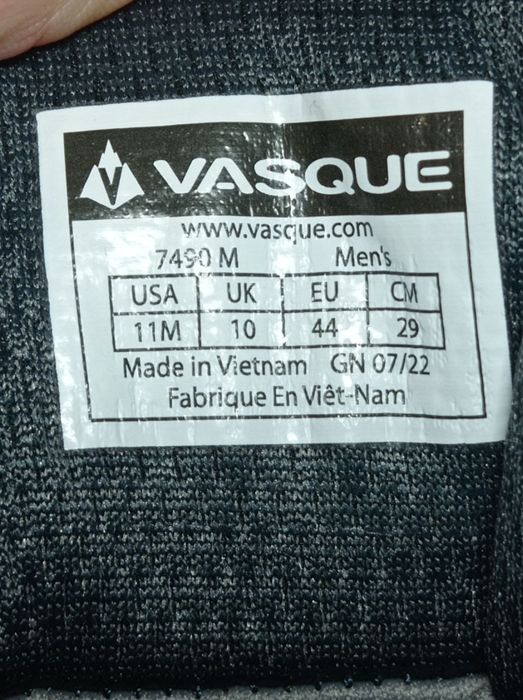 VASQUE
www.vasque.com
7490 M Men's
USA UK EU CM
11M 10 44 29
Made in Vietnam GN 07/22
Fabrique En Viêt-Nam